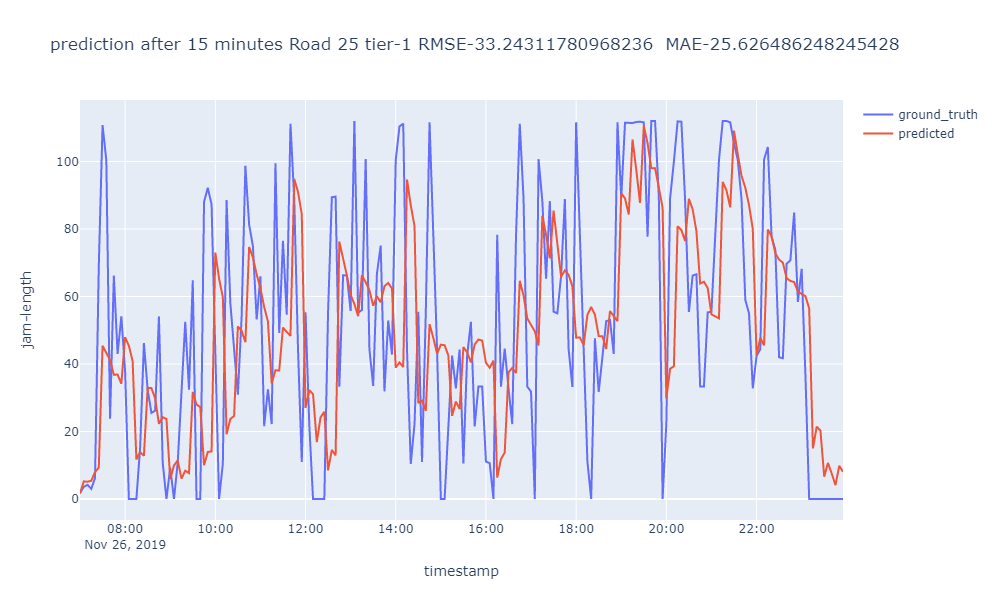 prediction after 15 minutes Road 25 tier-1 RMSE-33.24311780968236  MAE-25.626486248245428
ground_truth
predicted
100
80
60
40
20
0
jam-length
08:00 10:00 12:00 14:00 16:00 18:00 20:00 22:00
Nov 26, 2019
timestamp